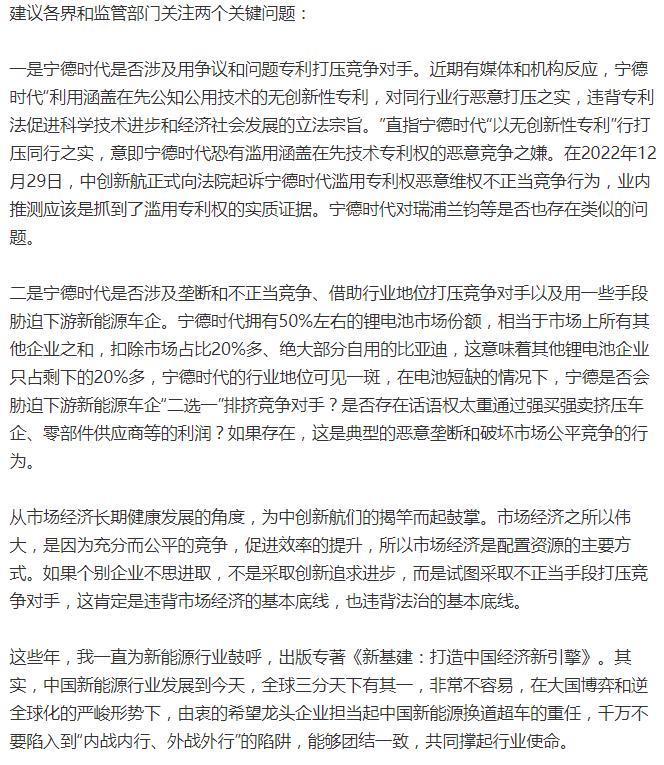 建议各界和监管部门关注两个关键问题：
一是宁德时代是否涉及用争议和问题专利打压竞争对手。近期有媒体和机构反应，宁德
时代“利用涵盖在先公知公用技术的无创新性专利，对同行业行恶意打压之实，违背专利
法促进科学技术进步和经济社会发展的立法宗旨。”直指宁德时代“以无创新性专利”行打
压同行之实，意即宁德时代恐有滥用涵盖在先技术专利权的恶意竞争之嫌。在2022年12
月29日，中创新航正式向法院起诉宁德时代滥用专利权恶意维权不正当竞争行为，业内
推测应该是抓到了滥用专利权的实质证据。宁德时代对瑞浦兰钧等是否也存在类似的问
题。
二是宁德时代是否涉及垄断和不正当竞争、借助行业地位打压竞争对手以及用一些手段
胁迫下游新能源车企。宁德时代拥有50%左右的锂电池市场份额，相当于市场上所有其
他企业之和，扣除市场占比20%多、绝大部分自用的比亚迪，这意味着其他锂电池企业
只占剩下的20%多，宁德时代的行业地位可见一斑，在电池短缺的情况下，宁德是否会
胁迫下游新能源车企“二选一”排挤竞争对手？是否存在话语权太重通过强买强卖挤压车
企、零部件供应商等的利润？如果存在，这是典型的恶意垄断和破坏市场公平竞争的行
为。
从市场经济长期健康发展的角度，为中创新航们的揭竿而起鼓掌。市场经济之所以伟
大，是因为充分而公平的竞争，促进效率的提升，所以市场经济是配置资源的主要方
式。如果个别企业不思进取，不是采取创新追求进步，而是试图采取不正当手段打压竞
争对手，这肯定是违背市场经济的基本底线，也违背法治的基本底线。
这些年，我一直为新能源行业鼓呼，出版专著《新基建：打造中国经济新引擎》。其
实，中国新能源行业发展到今天，全球三分天下有其一，非常不容易，在大国博弈和逆
全球化的严峻形势下，由衷的希望龙头企业担当起中国新能源换道超车的重任，千万不
要陷入到“内战内行、外战外行”的陷阱，能够团结一致，共同撑起行业使命。